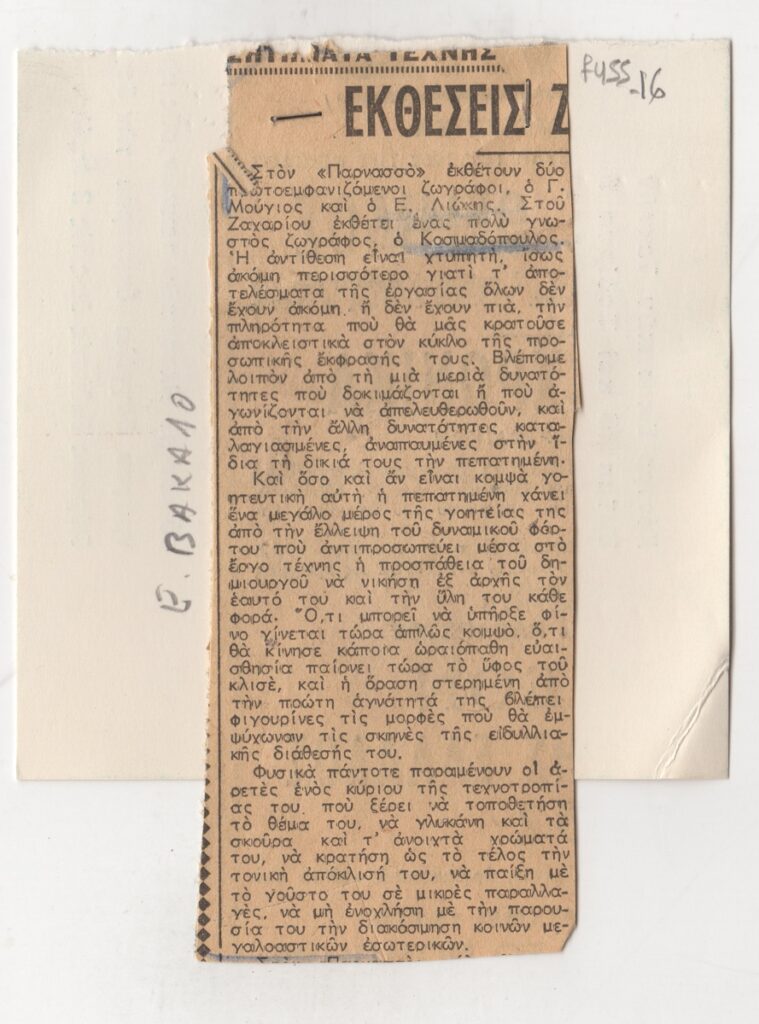 ΤΕΧΝΗΣ
ΕΚΘΕΣΕΙΣ Ζ
Στὸν «Παρνασσὸ» ἐκθέτουν δύο
πρωτοεμφανιζόμενοι ζωγράφοι, ὁ Γ.
Μούγιος καὶ ὁ Ε. Λιώκης. Στοῦ
Ζαχαρίου ἐκθέτει ἕνας πολὺ γνω-
στὸς ζωγράφος, ὁ Κοσμαδόπουλος.
Ἡ ἀντίθεση εἶναι χτυπητή, ἴσως
ἀκόμη περισσότερο γιατὶ τ' ἀπο-
τελέσματα τῆς ἐργασίας ὅλων δὲν
ἔχουν ἀκόμη, ἢ δὲν ἔχουν πιά, τὴν
πληρότητα ποὺ θὰ μᾶς κρατοῦσε
ἀποκλειστικὰ στὸν κύκλο τῆς προ-
σωπικῆς ἔκφρασής τους. Βλέπομε
λοιπὸν ἀπὸ τὴ μιὰ μεριὰ δυνατό-
τητες ποὺ δοκιμάζονται ἢ ποὺ ἀ-
γωνίζονται νὰ ἀπελευθερωθοῦν, καὶ
ἀπὸ τὴν ἄλλη δυνατότητες κατα-
λαγιασμένες, ἀναπαυμένες στὴν ἴ-
δια τὴ δικιά τους τὴν πεπατημένη.
Καὶ ὅσο καὶ ἂν εἶναι κομψὰ γο-
ητευτικὴ αὐτὴ ἡ πεπατημένη χάνει
ἕνα μεγάλο μέρος τῆς γοητείας της
ἀπὸ τὴν ἔλλειψη τοῦ δυναμικοῦ φόρ-
του ποὺ ἀντιπροσωπεύει μέσα στὸ
ἔργο τέχνης ἡ προσπάθεια τοῦ δη-
μιουργοῦ νὰ νικήση ἐξ ἀρχῆς τὸν
ἑαυτό του καὶ τὴν ὕλη του κάθε
φορά. Ὅ,τι μπορεῖ νὰ ὑπῆρξε φί-
νο γίνεται τώρα ἁπλῶς κομψό, ὅ,τι
θὰ κίνησε κάποια ὡραιόπαθη εὐαι-
σθησία παίρνει τώρα τὸ ὕφος τοῦ
κλισέ, καὶ ἡ ὅραση στερημένη ἀπὸ
τὴν πρώτη ἁγνότητά της βλέπει
φιγουρίνες τὶς μορφὲς ποὺ θὰ ἐμ-
ψύχωναν τὶς σκηνὲς τῆς εἰδυλλια-
κῆς διάθεσής του.
Φυσικὰ πάντοτε παραμένουν οἱ ἀ-
ρετὲς ἑνὸς κύριου τῆς τεχνοτροπί-
ας του, ποὺ ξέρει νὰ τοποθετήση
τὸ θέμα του, νὰ γλυκάνη καὶ τὰ
σκοῦρα καὶ τ' ἀνοιχτὰ χρώματά
του, νὰ κρατήση ὡς τὸ τέλος τὴν
τονικὴ ἀπόκλισή του, νὰ παίξη μὲ
τὸ γοῦστο του σὲ μικρὲς παραλλα-
γές, νὰ μὴ ἐνοχλήση μὲ τὴν παρου-
σία του τὴν διακόσμηση κοινῶν με-
γαλοαστικῶν ἐσωτερικῶν.
Ε. ΒΑΚΑΛΟ